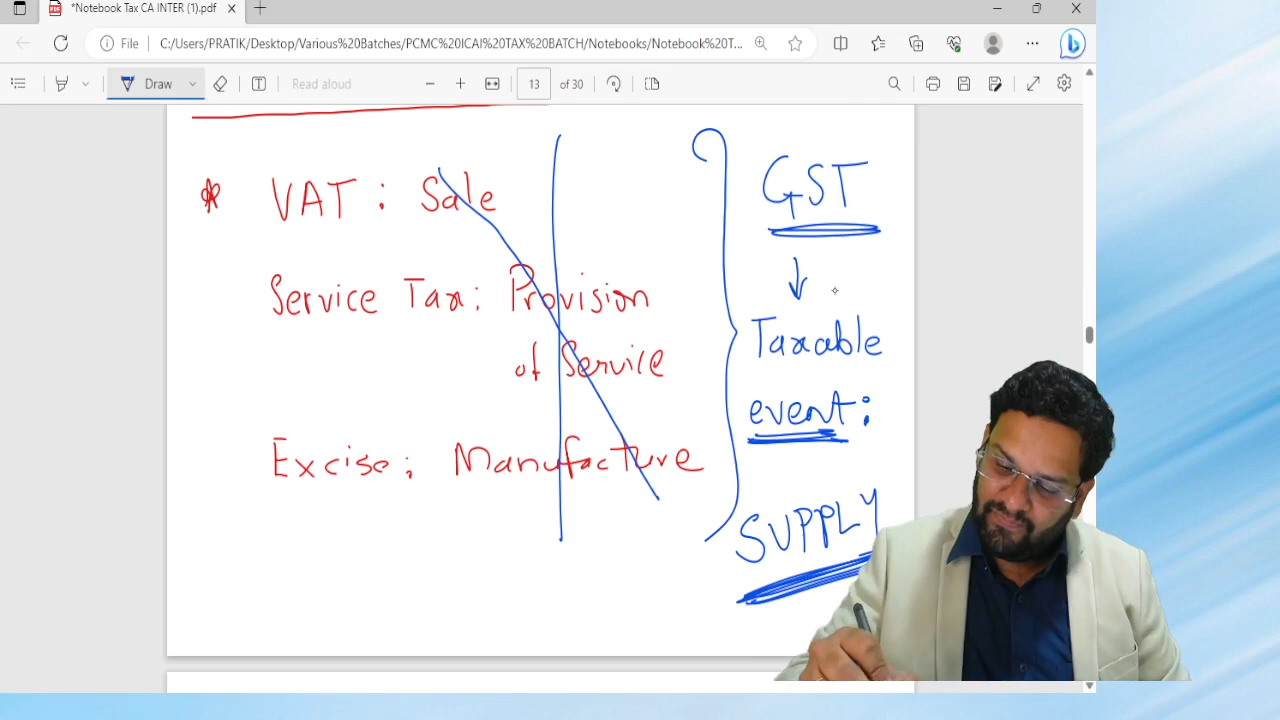 *Notebook Tax CA INTER (1).pdf
File C:/Users/PRATIK/Desktop/Various%20Batches/PCMC%20ICAI%20TAX%20BATCH/Notebooks/Notebook%20T...
Draw
Read aloud
13 of 30
* VAT : Sale
Service Tax : Provision
of Service
Excise : Manufacture
GST
Taxable
event :
SUPPLY